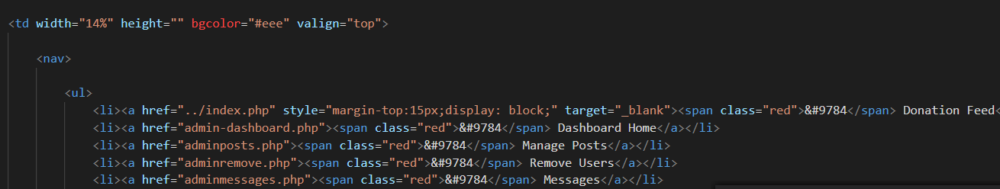 <td width="14%" height="" bgcolor="#eee" valign="top">
<nav>
<ul>
<li><a href="../index.php" style="margin-top:15px;display: block;" target="_blank"><span class="red">&#9784</span> Donation Feed<
<li><a href="admin-dashboard.php"><span class="red">&#9784</span> Dashboard Home</a></li>
<li><a href="adminposts.php"><span class="red">&#9784</span> Manage Posts</a></li>
<li><a href="adminremove.php"><span class="red">&#9784</span> Remove Users</a></li>
<li><a href="adminmessages.php"><span class="red">&#9784</span> Messages</a></li>